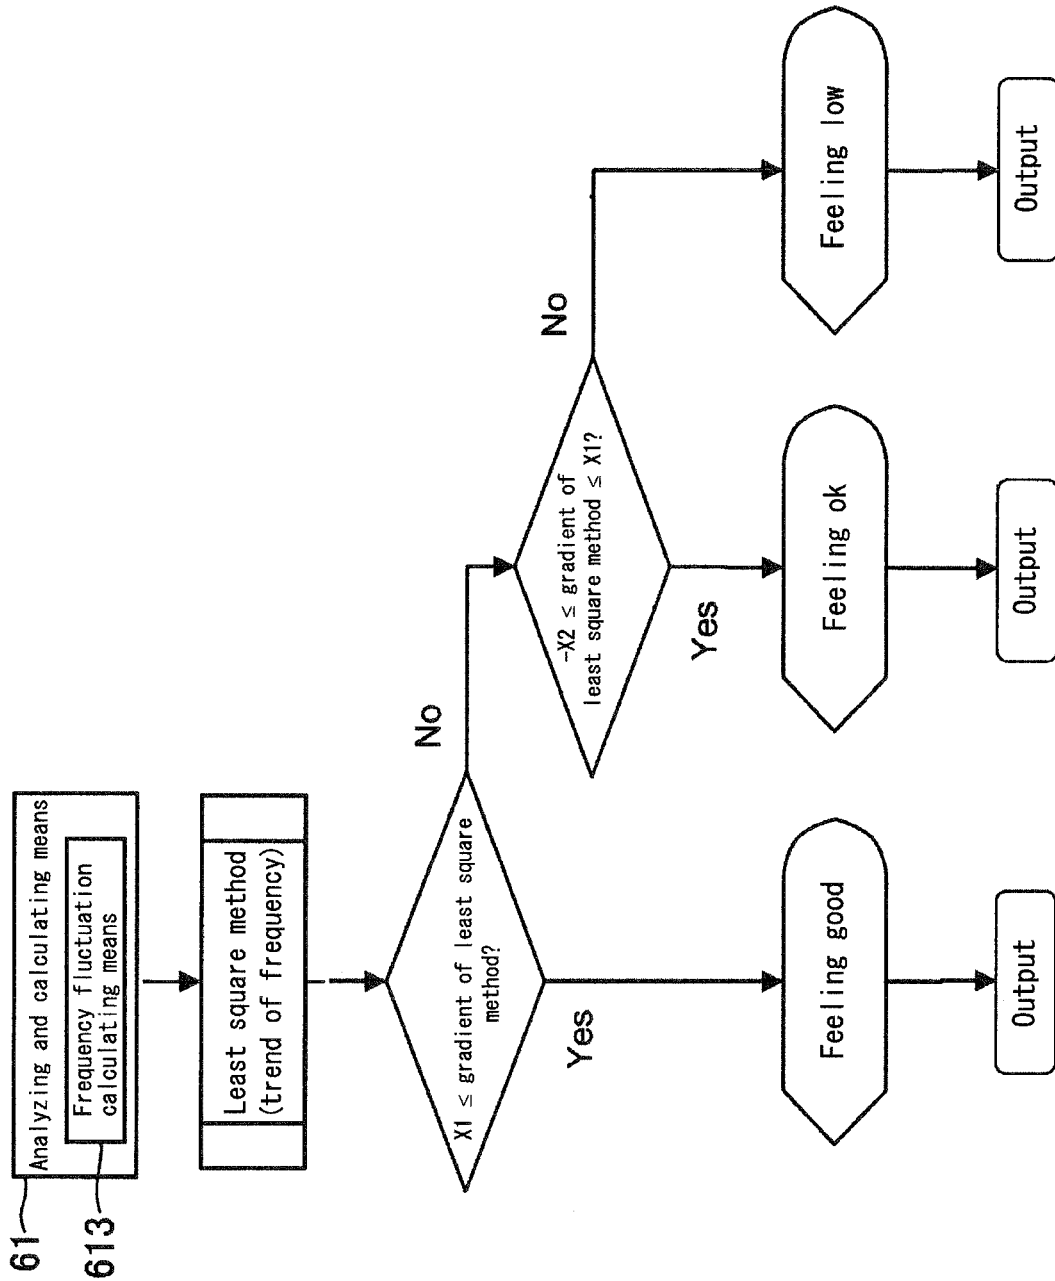 61
Analyzing and calculating means
613
Frequency fluctuation
calculating means
Least square method
(trend of frequency)
X1 ≤ gradient of least square
method?
No
Yes
-X2 ≤ gradient of
least square method ≤ X1?
No
Yes
Feeling good
Feeling ok
Feeling low
Output
Output
Output